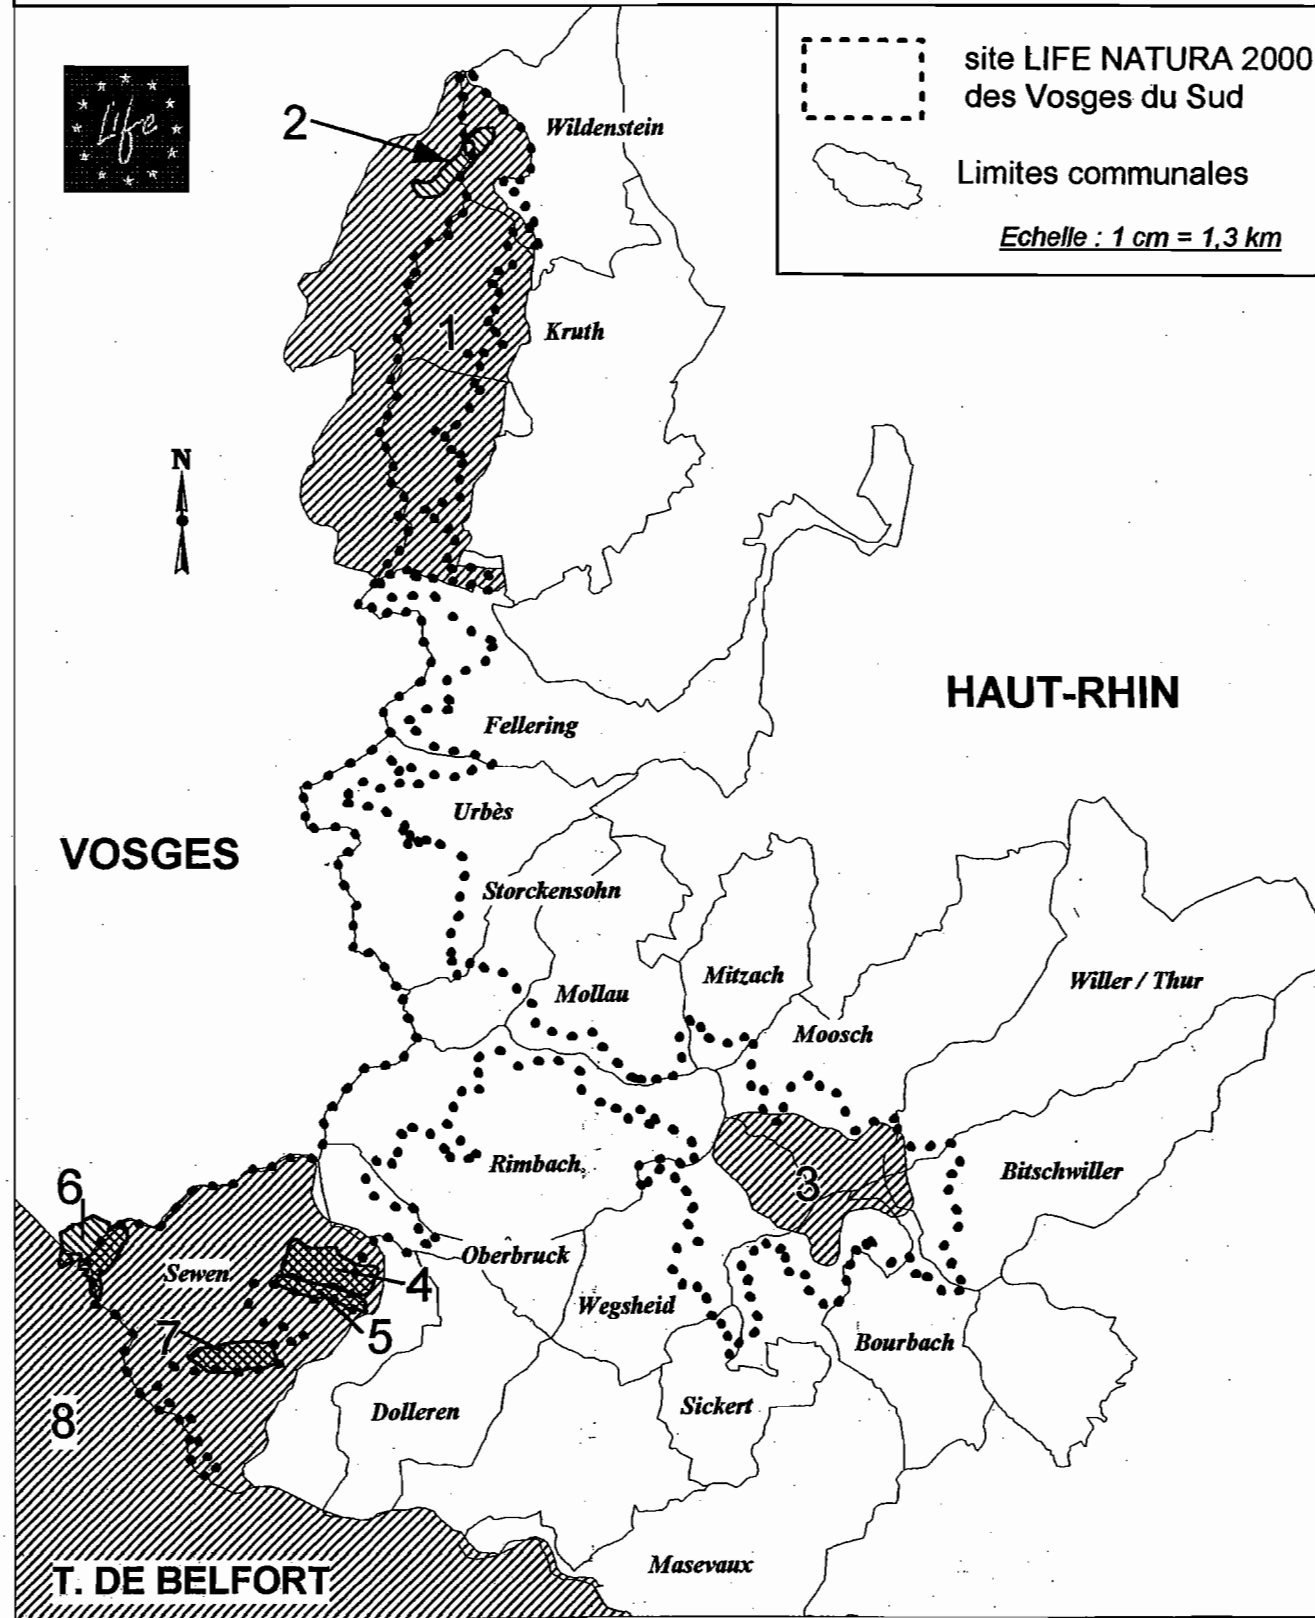 Life
site LIFE NATURA 2000
des Vosges du Sud
Limites communales
Echelle : 1 cm = 1,3 km
2
Wildenstein
1
Kruth
N
HAUT-RHIN
Fellering
Urbès
VOSGES
Storckensohn
Mitzach
Willer / Thur
Mollau
Moosch
Rimbach
3
Bitschwiller
6
Oberbruck
Sewen
4
Wegsheid
5
7
Bourbach
8
Dolleren
Sickert
Masevaux
T. DE BELFORT